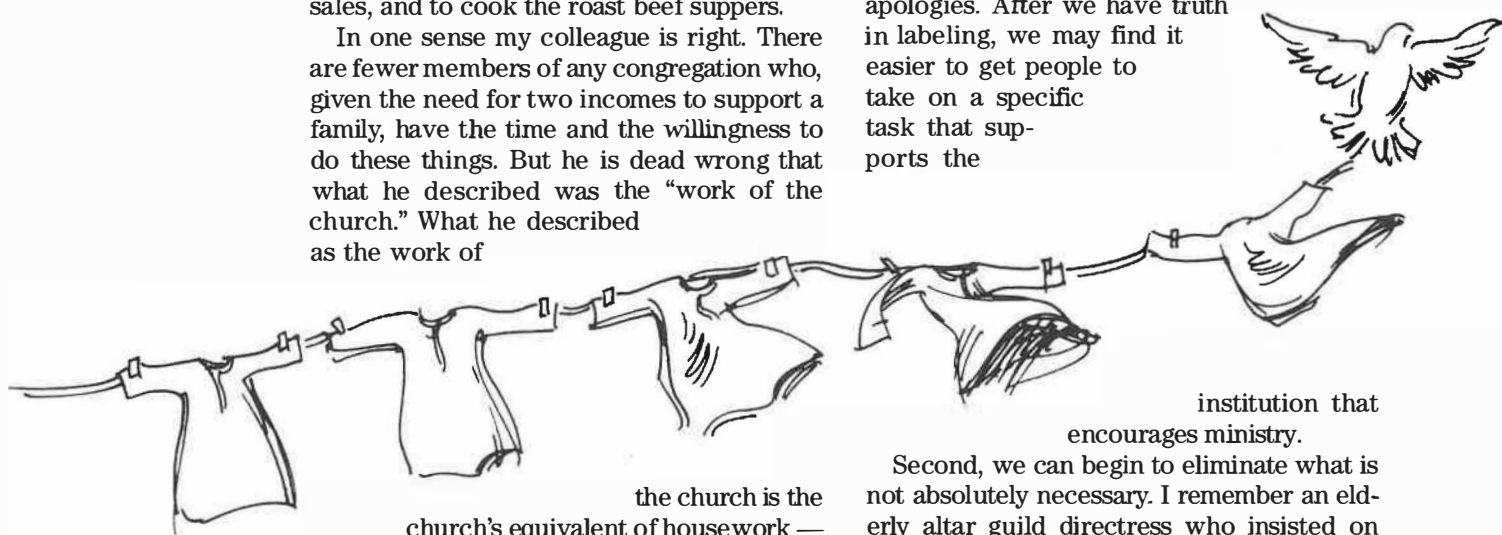 sales, and to cook the roast beef suppers.
In one sense my colleague is right. There
are fewer members of any congregation who,
given the need for two incomes to support a
family, have the time and the willingness to
do these things. But he is dead wrong that
what he described was the “work of the
church.” What he described
as the work of
the church is the
church's equivalent of housework —
apologies. After we have truth
in labeling, we may find it
easier to get people to
take on a specific
task that sup-
ports the
institution that
encourages ministry.
Second, we can begin to eliminate what is
not absolutely necessary. I remember an eld-
erly altar guild directress who insisted on